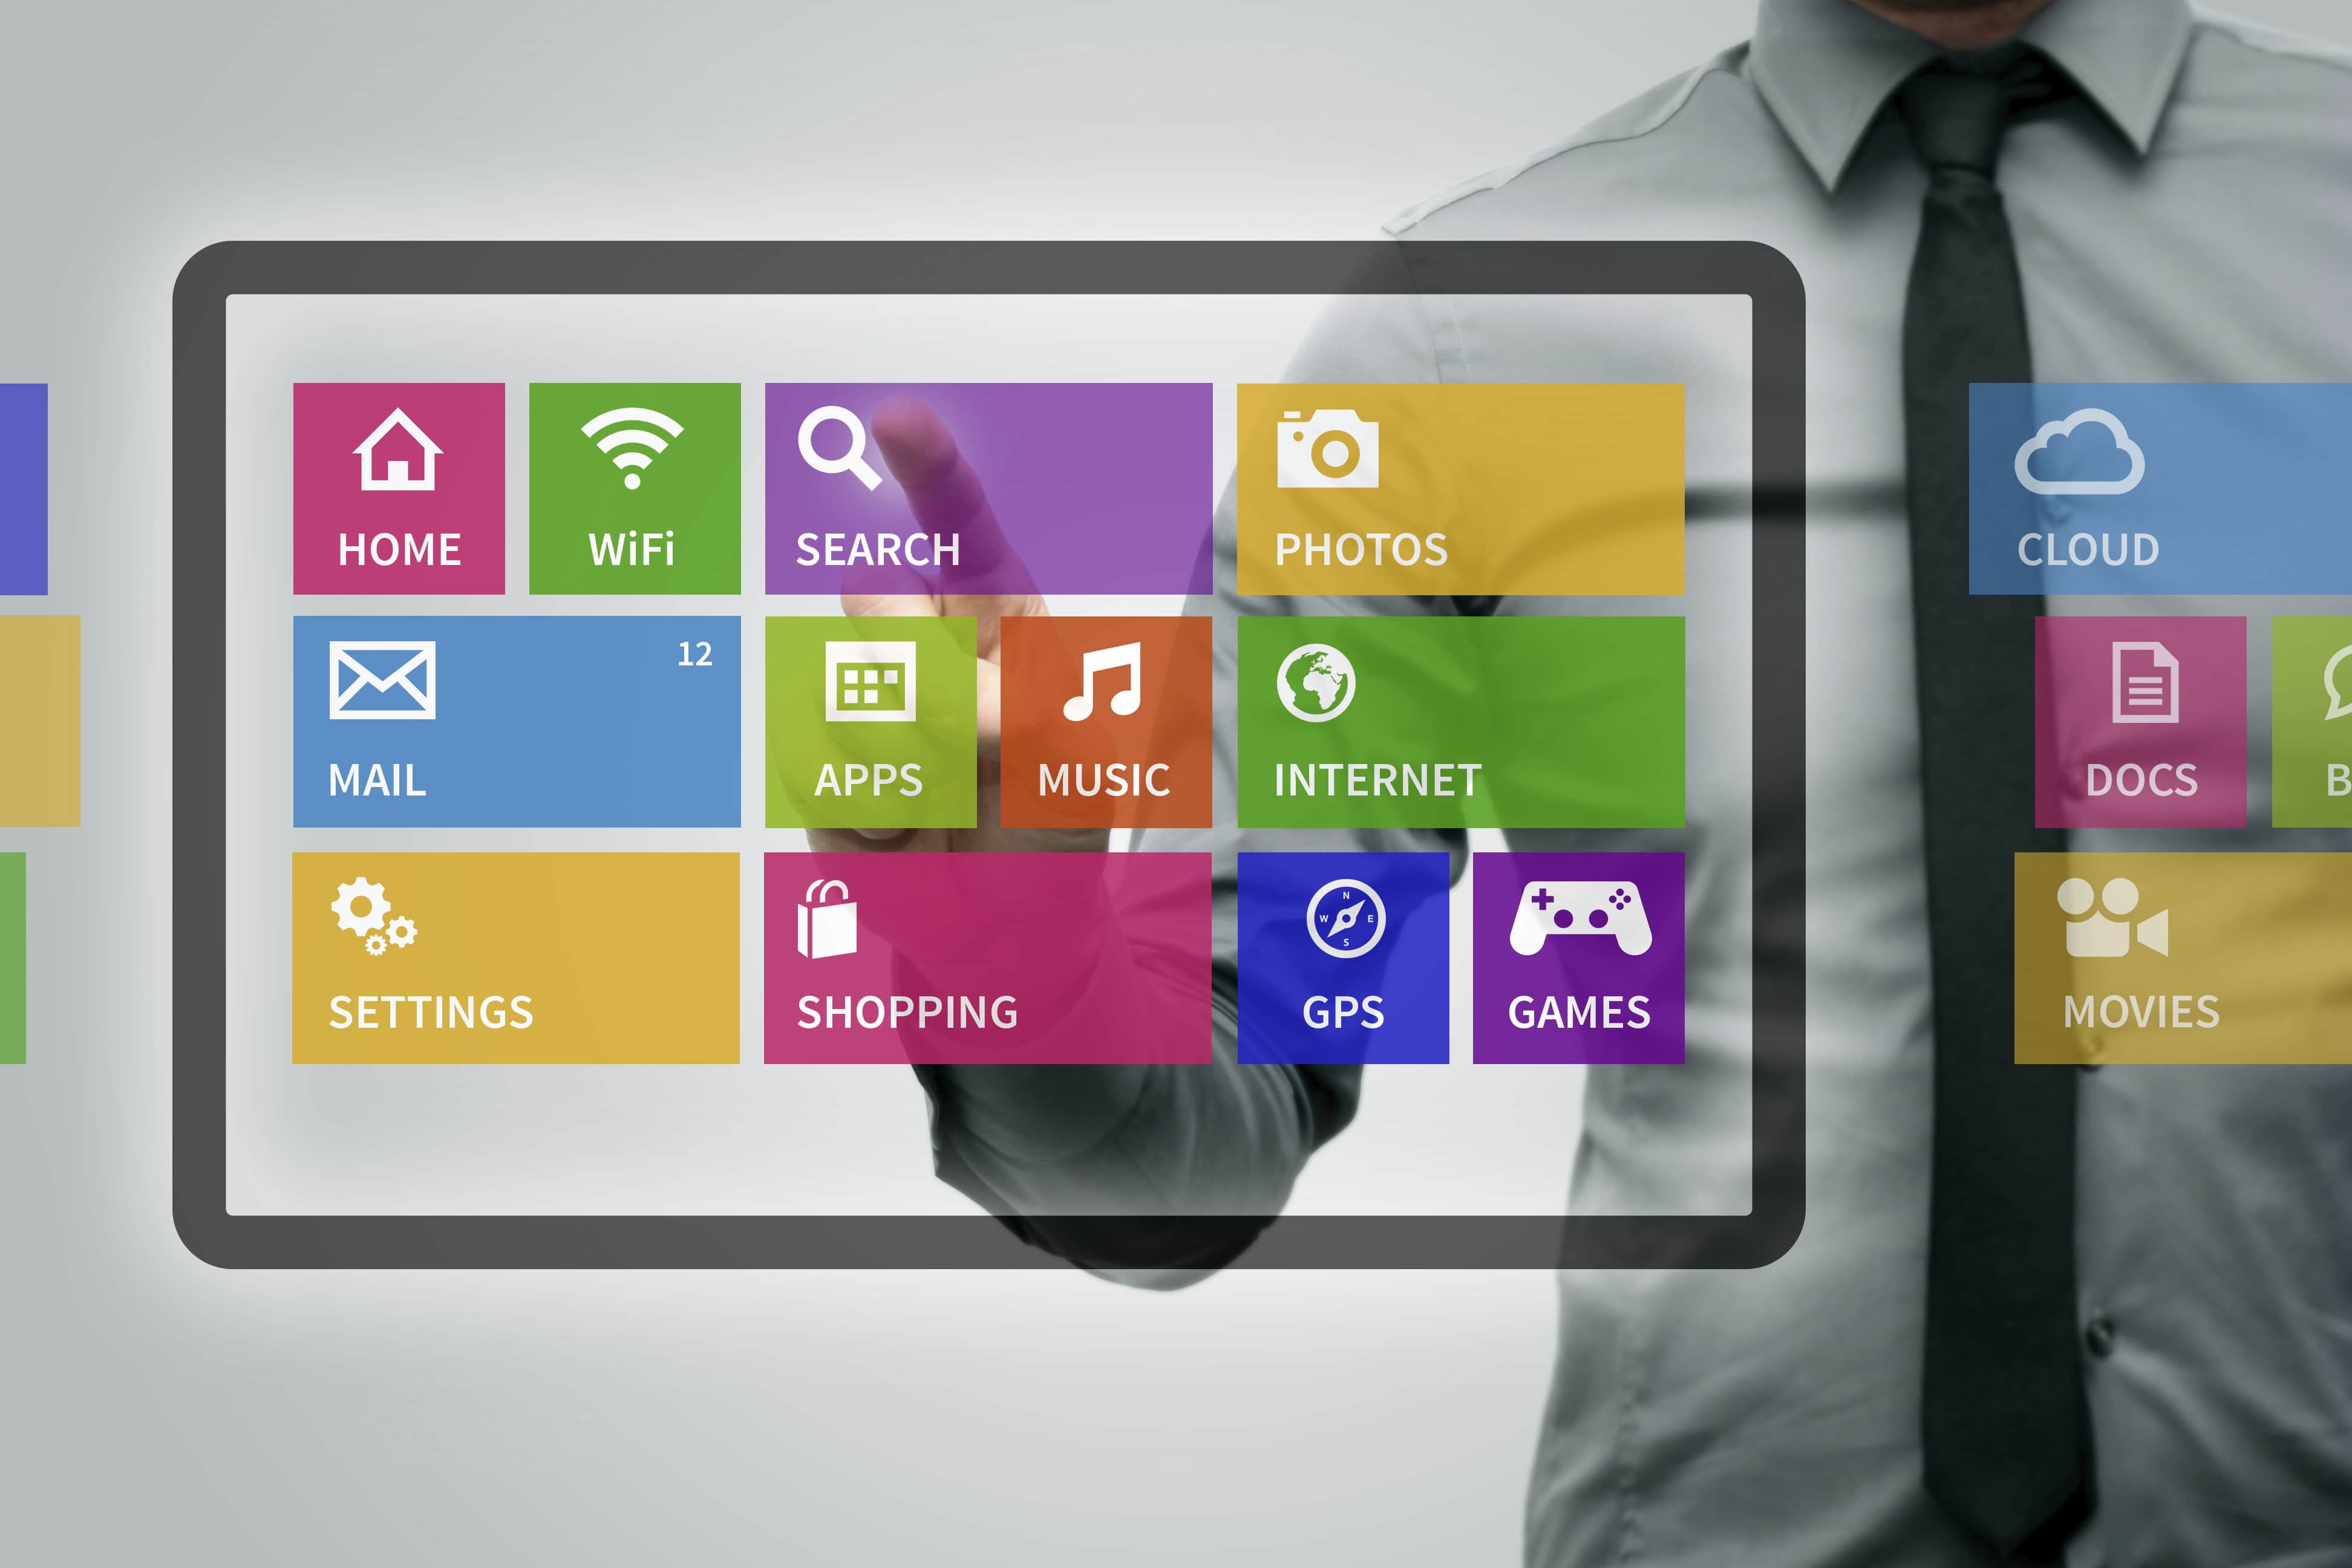 HOME
WiFi
SEARCH
PHOTOS
CLOUD
12
MAIL
APPS
MUSIC
INTERNET
DOCS
B
N
W E
S
SETTINGS
SHOPPING
GPS
GAMES
MOVIES